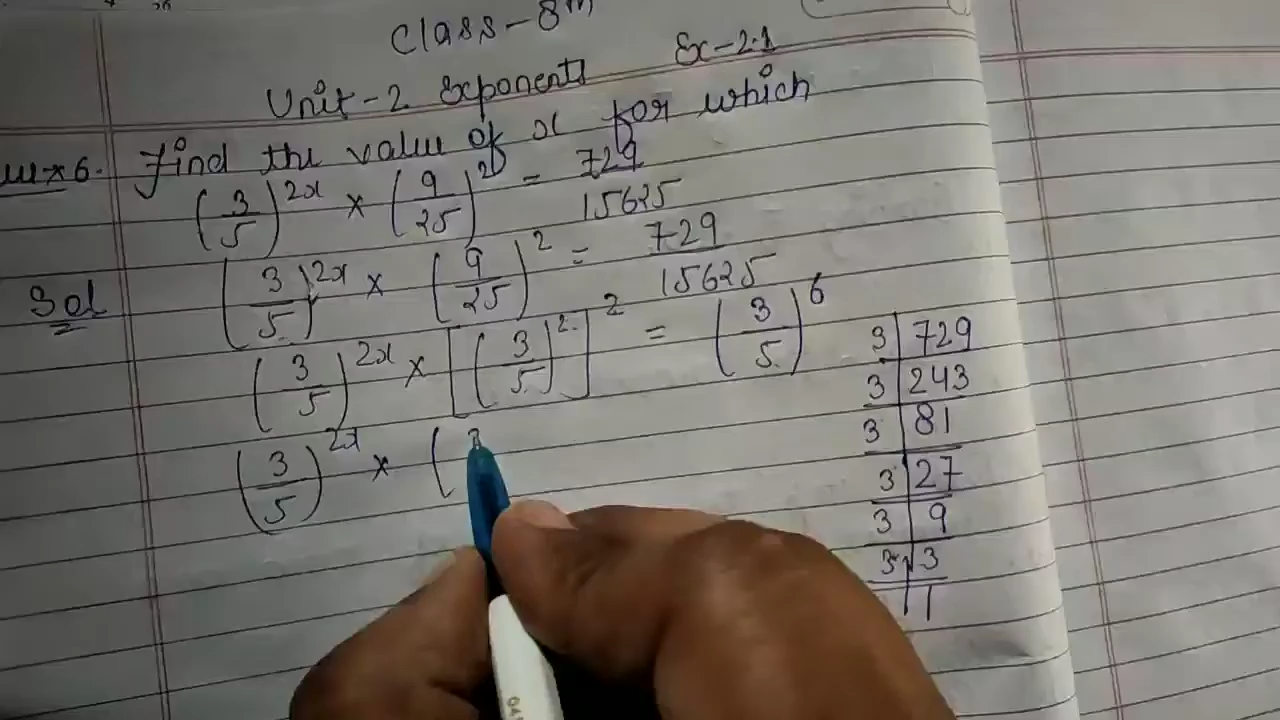 Class-8th
Unit-2 Exponents Ex-2.1
6. Find the value of x for which
(3/5)^2x × (9/25)^2 = 729/15625
Sol (3/5)^2x × (9/25)^2 = 729/15625
(3/5)^2x × [(3/5)^2]^2 = (3/5)^6
(3/5)^2x × (3
3 | 729
3 | 243
3 | 81
3 | 27
3 | 9
3 | 3
| 1